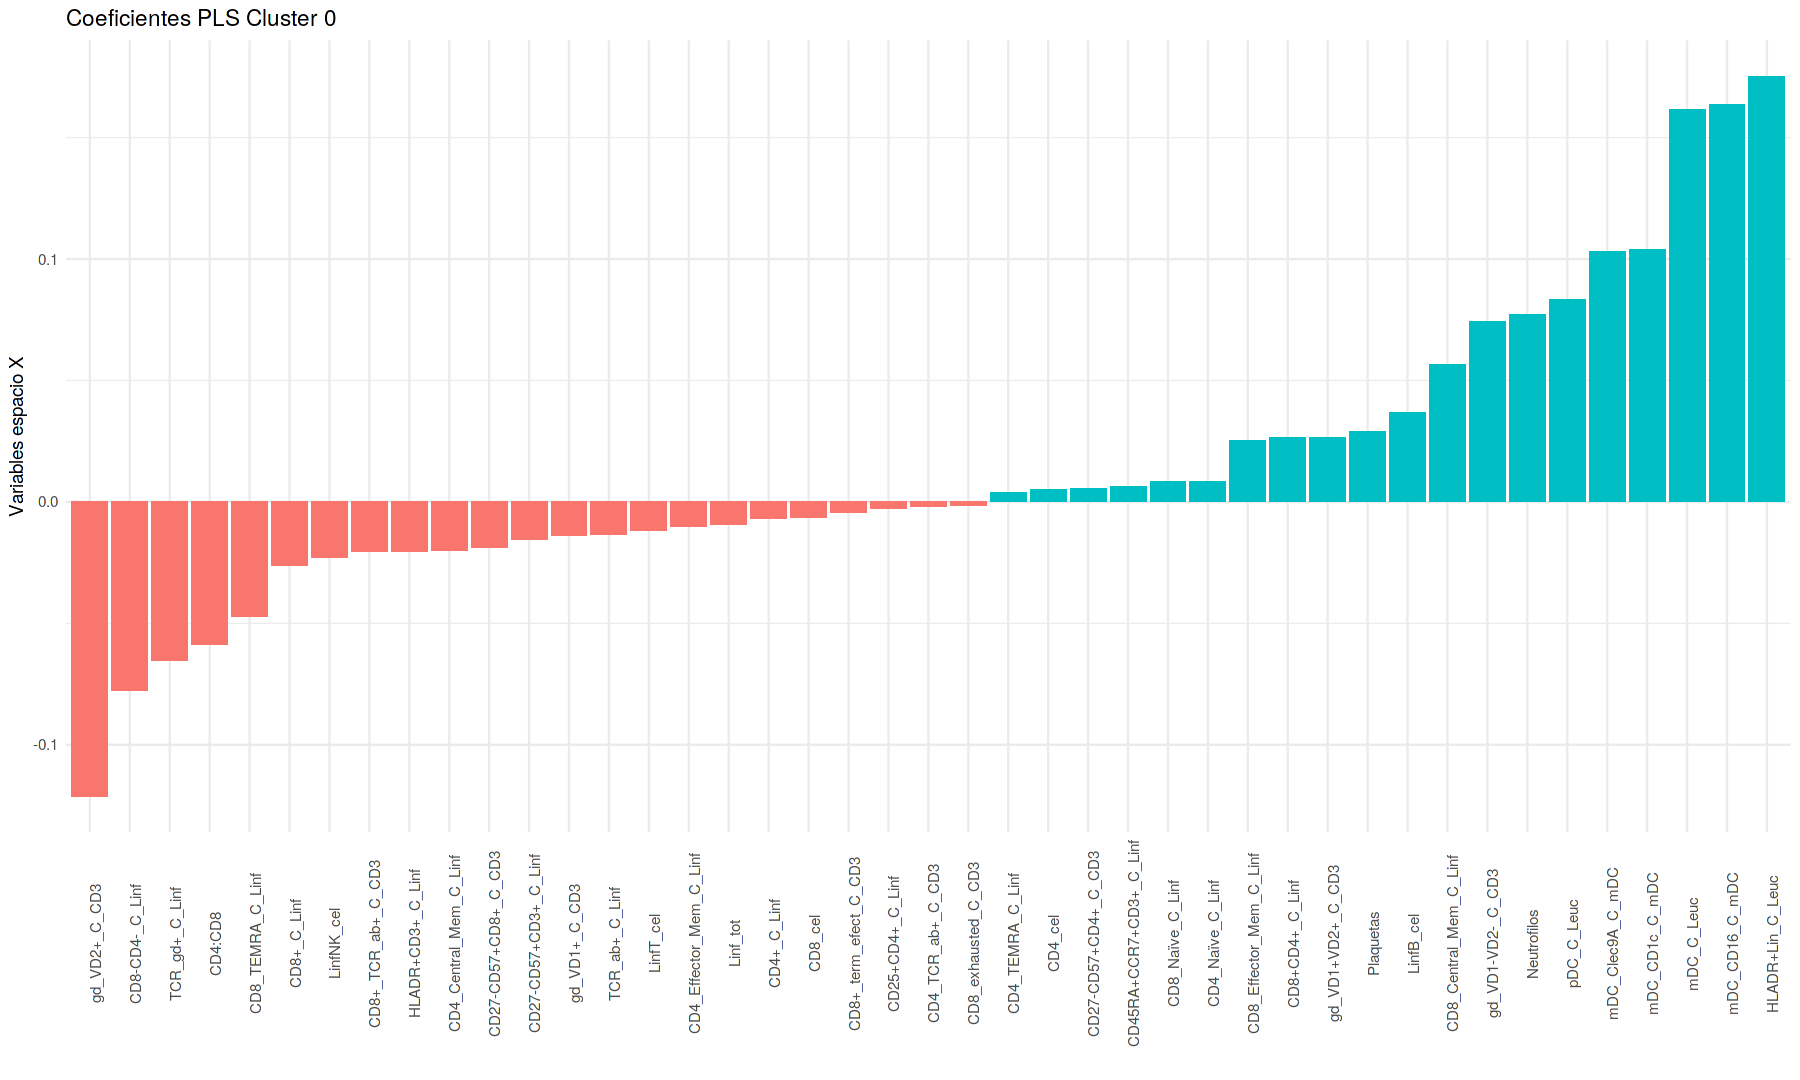 Coeficientes PLS Cluster 0
Variables espacio X
0.1
0.0
-0.1
gd_VD2+_C_CD3
CD8-CD4-_C_Linf
TCR_gd+_C_Linf
CD4:CD8
CD8_TEMRA_C_Linf
CD8+_C_Linf
LinfNK_cel
CD8+_TCR_ab+_C_CD3
HLADR+CD3+_C_Linf
CD4_Central_Mem_C_Linf
CD27-CD57+CD8+_C_CD3
CD27-CD57+CD3+_C_Linf
gd_VD1+_C_CD3
TCR_ab+_C_Linf
LinfT_cel
CD4_Effector_Mem_C_Linf
Linf_tot
CD4+_C_Linf
CD8_cel
CD8+_term_efect_C_CD3
CD25+CD4+_C_Linf
CD4_TCR_ab+_C_CD3
CD8_exhausted_C_CD3
CD4_TEMRA_C_Linf
CD4_cel
CD27-CD57+CD4+_C_CD3
CD45RA+CCR7+CD3+_C_Linf
CD8_Naïve_C_Linf
CD4_Naïve_C_Linf
CD8_Effector_Mem_C_Linf
CD8+CD4+_C_Linf
gd_VD1+VD2+_C_CD3
Plaquetas
LinfB_cel
CD8_Central_Mem_C_Linf
gd_VD1-VD2-_C_CD3
Neutrofilos
pDC_C_Leuc
mDC_Clec9A_C_mDC
mDC_CD1c_C_mDC
mDC_C_Leuc
mDC_CD16_C_mDC
HLADR+Lin_C_Leuc